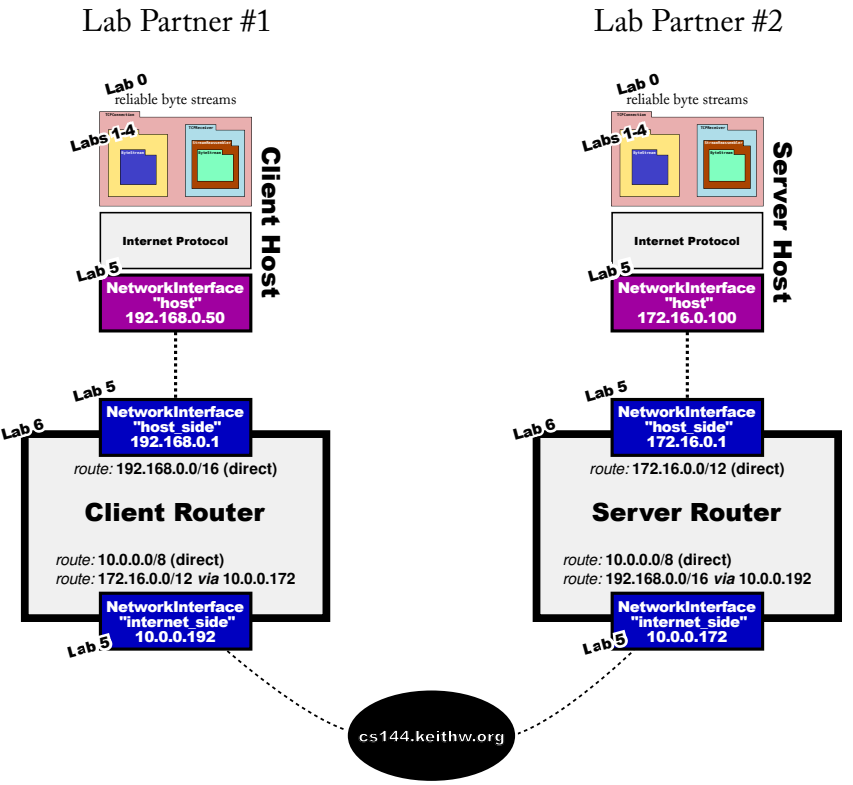 Lab Partner #1
Lab 0
reliable byte streams
TCPConnection
Labs 1-4
ByteStream
TCPReceiver
StreamReassembler
ByteStream
Client Host
Internet Protocol
Lab 5
NetworkInterface
"host"
192.168.0.50
Lab 5
NetworkInterface
"host_side"
192.168.0.1
Lab 6
route: 192.168.0.0/16 (direct)
Client Router
route: 10.0.0.0/8 (direct)
route: 172.16.0.0/12 via 10.0.0.172
NetworkInterface
"internet_side"
10.0.0.192
Lab 5
Lab Partner #2
Lab 0
reliable byte streams
TCPConnection
Labs 1-4
ByteStream
TCPReceiver
StreamReassembler
ByteStream
Server Host
Internet Protocol
Lab 5
NetworkInterface
"host"
172.16.0.100
Lab 5
NetworkInterface
"host_side"
172.16.0.1
Lab 6
route: 172.16.0.0/12 (direct)
Server Router
route: 10.0.0.0/8 (direct)
route: 192.168.0.0/16 via 10.0.0.192
NetworkInterface
"internet_side"
10.0.0.172
Lab 5
cs144.keithw.org